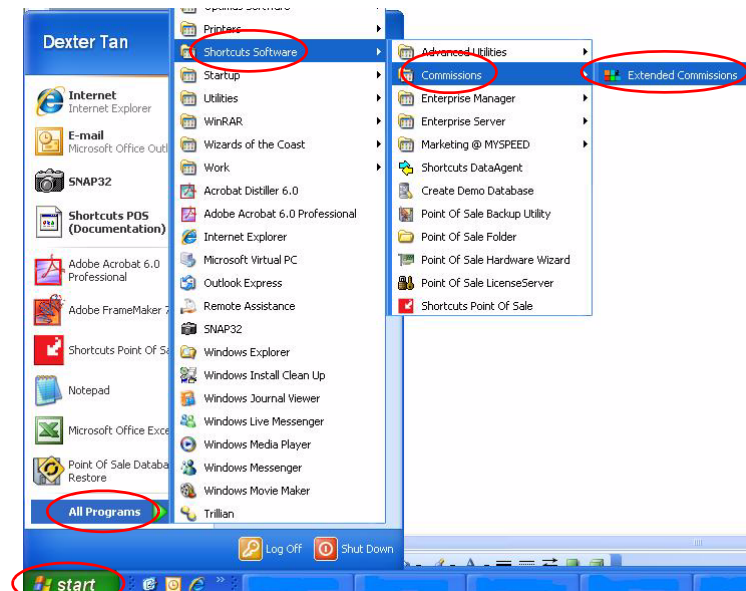 Dexter Tan
Internet
Internet Explorer
E-mail
Microsoft Office Outl
SNAP32
Shortcuts POS
(Documentation)
Adobe Acrobat 6.0
Professional
Adobe FrameMaker 7
Shortcuts Point Of Sa
Notepad
Microsoft Office Exce
Point Of Sale Databa
Restore
All Programs
Optimus Software
Printers
Shortcuts Software
Startup
Utilities
WinRAR
Wizards of the Coast
Work
Acrobat Distiller 6.0
Adobe Acrobat 6.0 Professional
Internet Explorer
Microsoft Virtual PC
Outlook Express
Remote Assistance
SNAP32
Windows Explorer
Windows Install Clean Up
Windows Journal Viewer
Windows Live Messenger
Windows Media Player
Windows Messenger
Windows Movie Maker
Trillian
Advanced Utilities
Commissions
Enterprise Manager
Enterprise Server
Marketing @ MYSPEED
Shortcuts DataAgent
Create Demo Database
Point Of Sale Backup Utility
Point Of Sale Folder
Point Of Sale Hardware Wizard
Point Of Sale LicenseServer
Shortcuts Point Of Sale
Extended Commissions
Log Off
Shut Down
start